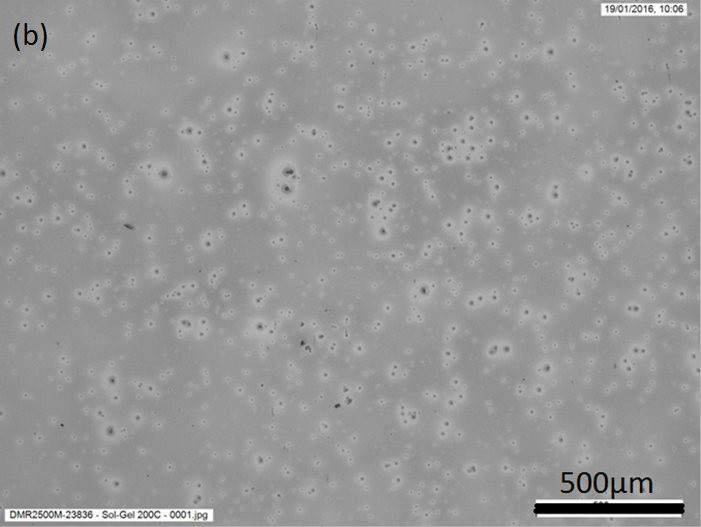 19/01/2016, 10:06
(b)
500µm
DMR2500M-23836 - Sol-Gel 200C - 0001.jpg